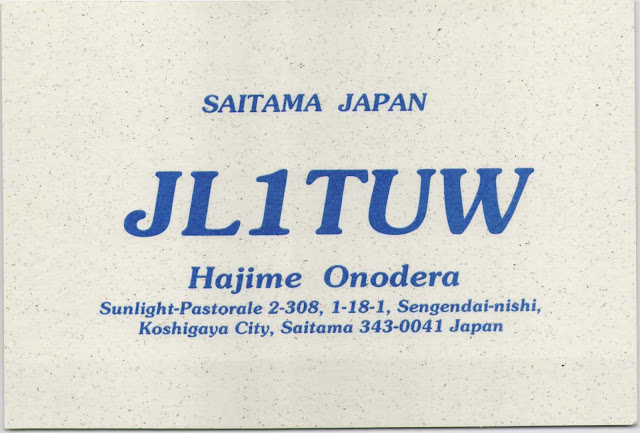 SAITAMA JAPAN
JL1TUW
Hajime Onodera
Sunlight-Pastorale 2-308, 1-18-1, Sengendai-nishi,
Koshigaya City, Saitama 343-0041 Japan